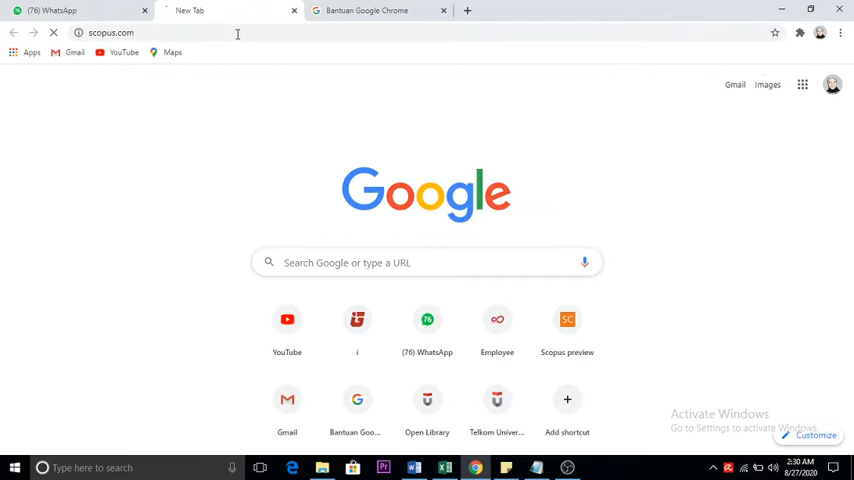 (76) WhatsApp
New Tab
Bantuan Google Chrome
scopus.com
Apps
Gmail
YouTube
Maps
Gmail
Images
Google
Search Google or type a URL
76
SC
YouTube
i
(76) WhatsApp
Employee
Scopus preview
Gmail
Bantuan Goo...
Open Library
Telkom Univer...
Add shortcut
Activate Windows
Go to Settings to activate Windows.
Customize
Type here to search
Pr
2:30 AM
8/27/2020